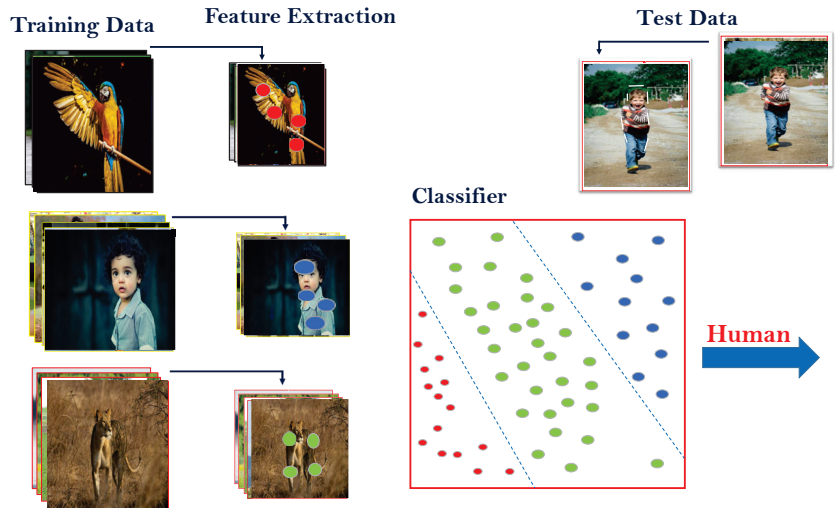 Training Data
Feature Extraction
Test Data
Classifier
Human